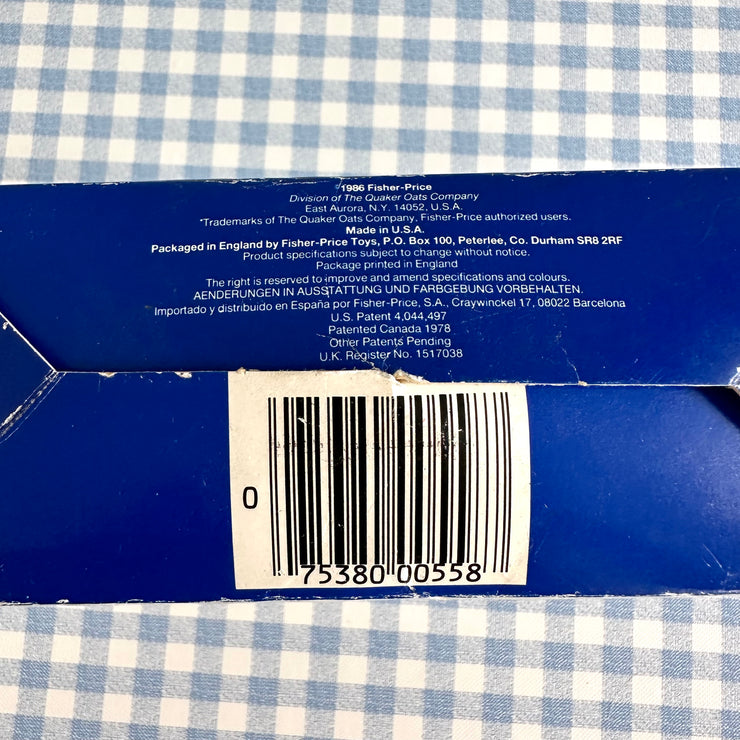 ©1986 Fisher-Price
Division of The Quaker Oats Company
East Aurora, N.Y. 14052, U.S.A.
*Trademarks of The Quaker Oats Company, Fisher-Price authorized users.
Made in U.S.A.
Packaged in England by Fisher-Price Toys, P.O. Box 100, Peterlee, Co. Durham SR8 2RF
Product specifications subject to change without notice.
Package printed in England
The right is reserved to improve and amend specifications and colours.
AENDERUNGEN IN AUSSTATTUNG UND FARBGEBUNG VORBEHALTEN.
Importado y distribuido en España por Fisher-Price, S.A., Craywinckel 17, 08022 Barcelona
U.S. Patent 4,044,497
Patented Canada 1978
Other Patents Pending
U.K. Register No. 1517038
0 75380 00558